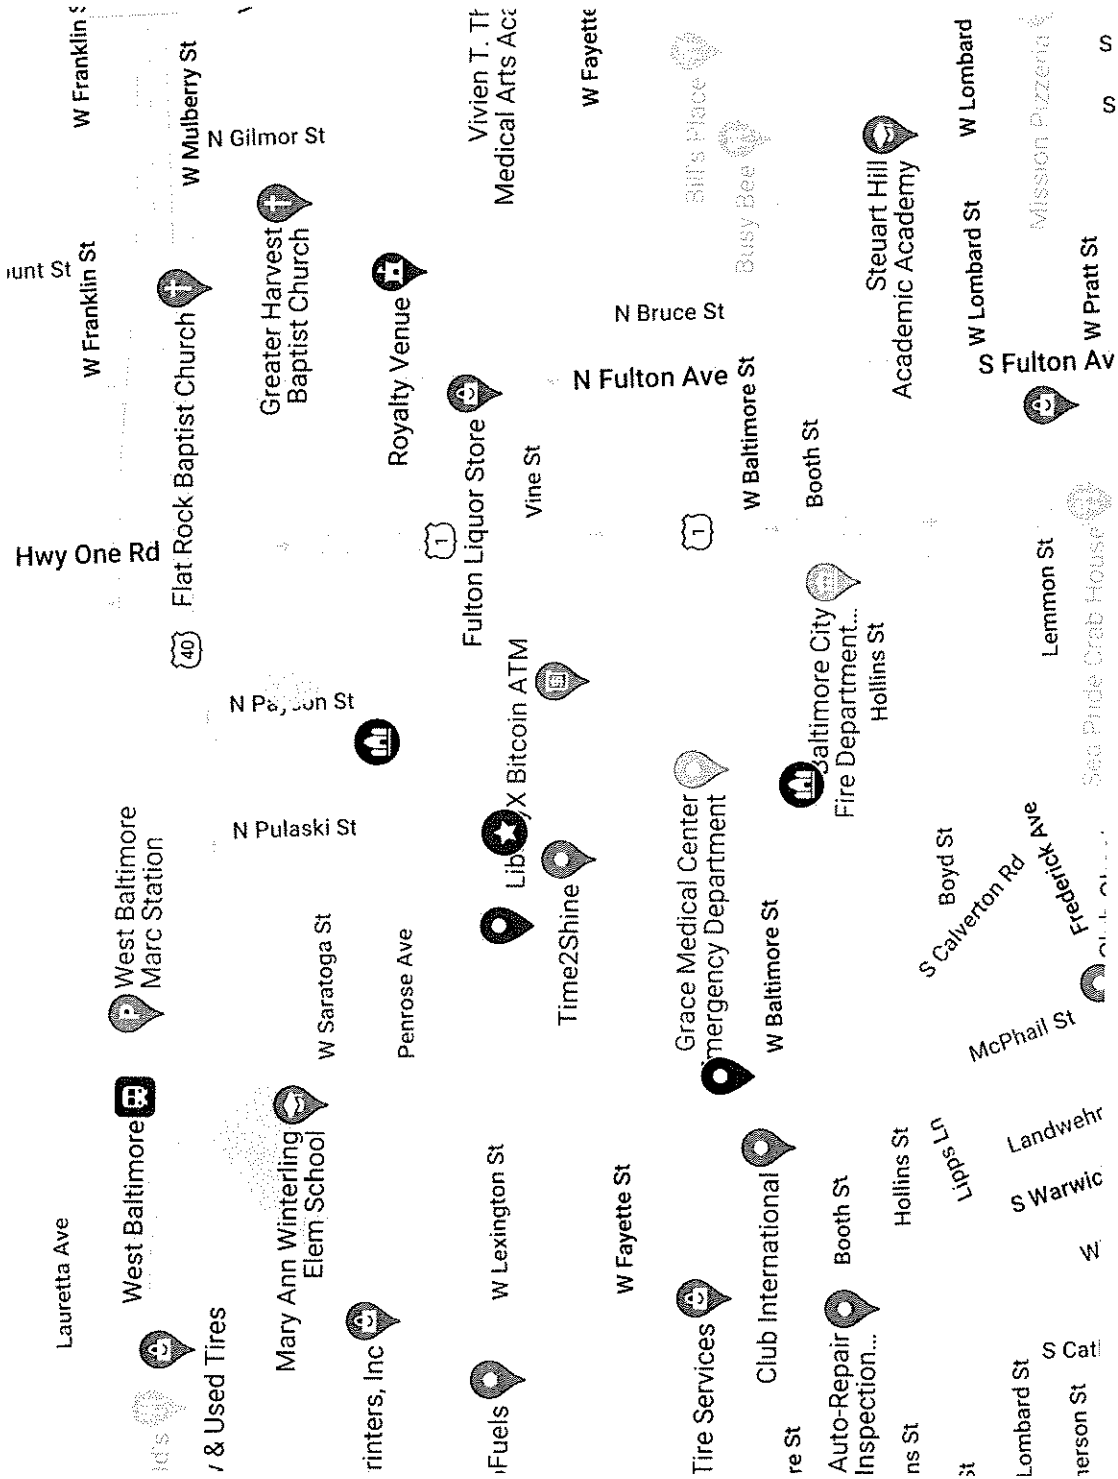 W Franklin S
W Mulberry St
N Gilmor St
Vivien T. Th
Medical Arts Aca
W Fayette
Bill's Place
Busy Bee
Steuart Hill
Academic Academy
W Lombard
Mission Pizzeria
S
S
unt St
W Franklin St
Flat Rock Baptist Church
Greater Harvest
Baptist Church
Royalty Venue
N Bruce St
W Lombard St
W Pratt St
N Fulton Ave
S Fulton Av
Fulton Liquor Store
Vine St
W Baltimore St
Booth St
Hwy One Rd
1
1
40
Lemmon St
Sea Pride Crab House
Baltimore City
Fire Department...
Hollins St
N Payson St
Lib
yX Bitcoin ATM
N Pulaski St
P
West Baltimore
Marc Station
Time2Shine
Grace Medical Center
Emergency Department
W Baltimore St
Boyd St
S Calverton Rd
Frederick Ave
W Saratoga St
Penrose Ave
McPhail St
West Baltimore
Mary Ann Winterling
Elem School
W Lexington St
W Fayette St
Club International
Booth St
Hollins St
Lipps Ln
Landwehr
S Warwic
W
Lauretta Ave
& Used Tires
rinters, Inc
Fuels
Tire Services
Auto-Repair
Inspection...
re St
ns St
St
Lombard St
S Cat
nerson St